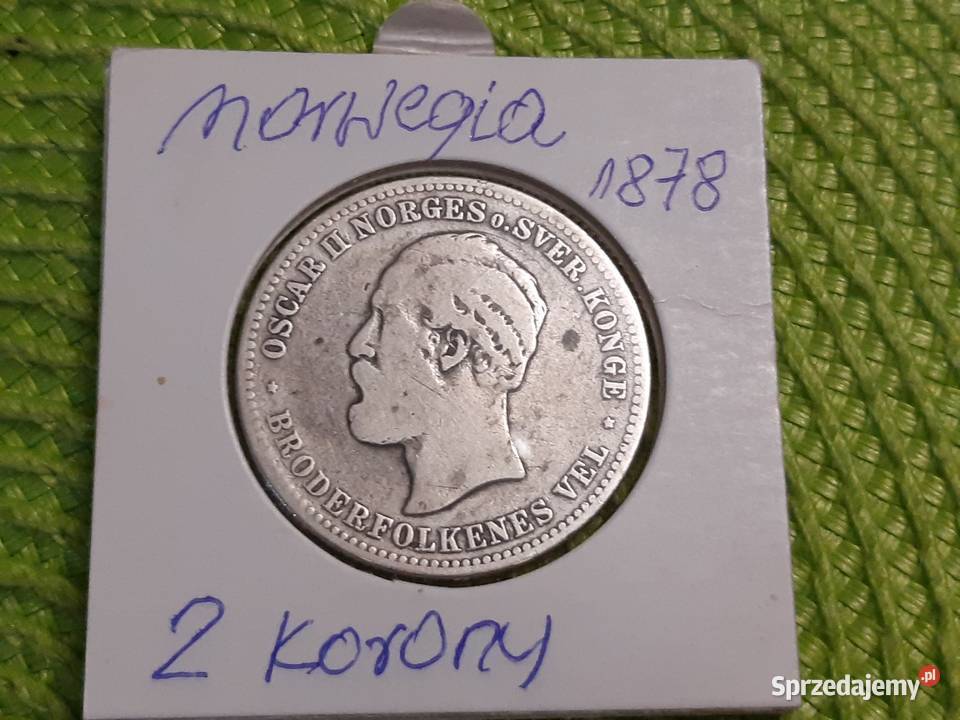 Norwegia
1878
OSCAR II NORGES o. SVER. KONGE
BRODERFOLKENES VEL
2 Korony
Sprzedajemy.pl